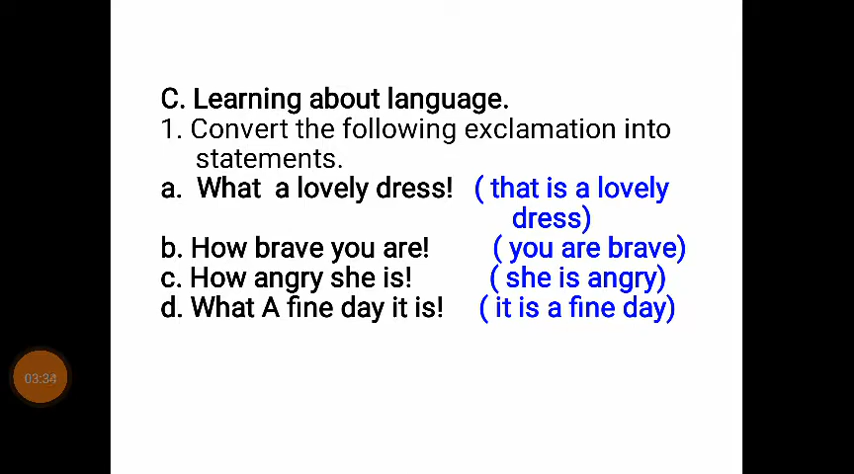 C. Learning about language.
1. Convert the following exclamation into
statements.
a. What a lovely dress! ( that is a lovely
dress)
b. How brave you are! ( you are brave)
c. How angry she is! ( she is angry)
d. What A fine day it is! ( it is a fine day)
03:34